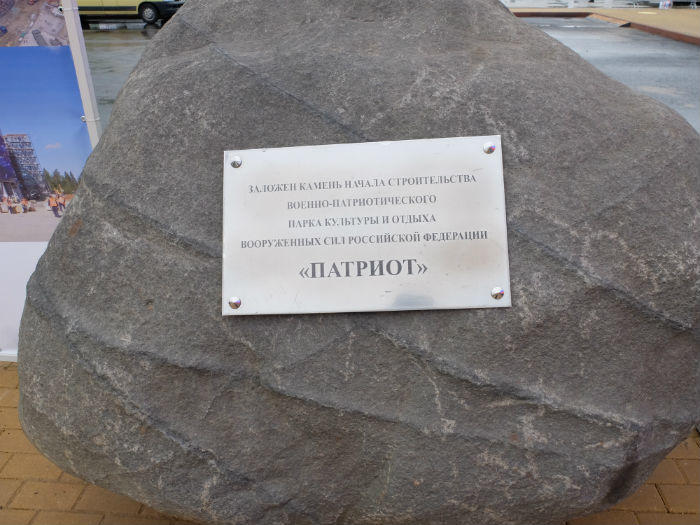 ЗАЛОЖЕН КАМЕНЬ НАЧАЛА СТРОИТЕЛЬСТВА
ВОЕННО-ПАТРИОТИЧЕСКОГО
ПАРКА КУЛЬТУРЫ И ОТДЫХА
ВООРУЖЕННЫХ СИЛ РОССИЙСКОЙ ФЕДЕРАЦИИ
«ПАТРИОТ»